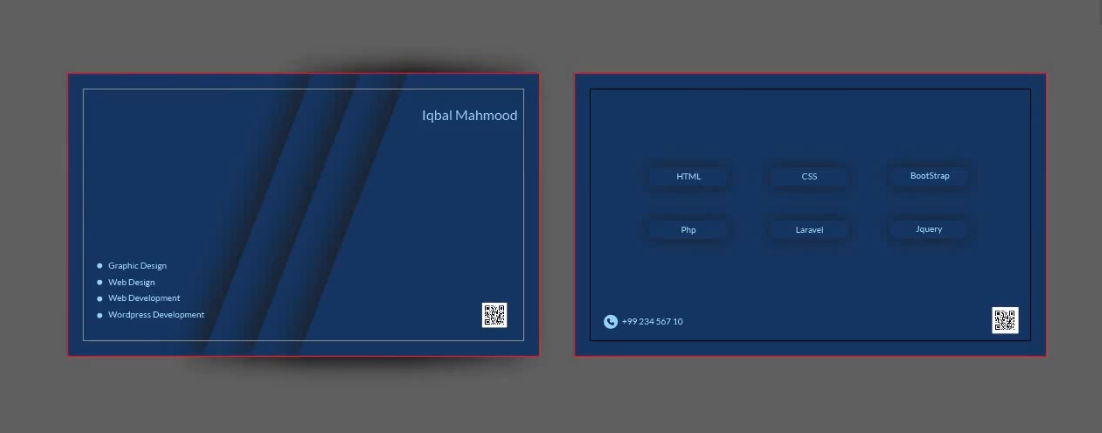 Iqbal Mahmood
Graphic Design
Web Design
Web Development
Wordpress Development
HTML
CSS
BootStrap
Php
Laravel
Jquery
+99 234 567 10